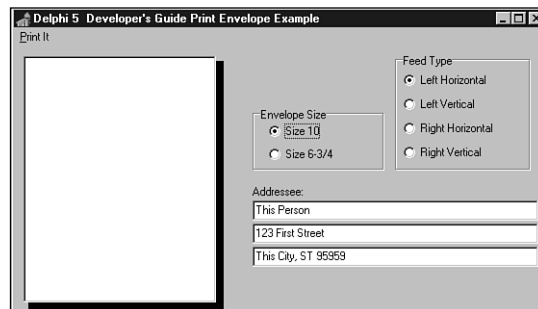 Delphi 5 Developer's Guide Print Envelope Example
Print It
Feed Type
Left Horizontal
Left Vertical
Right Horizontal
Right Vertical
Envelope Size
Size 10
Size 6-3/4
Addressee:
This Person
123 First Street
This City, ST 95959